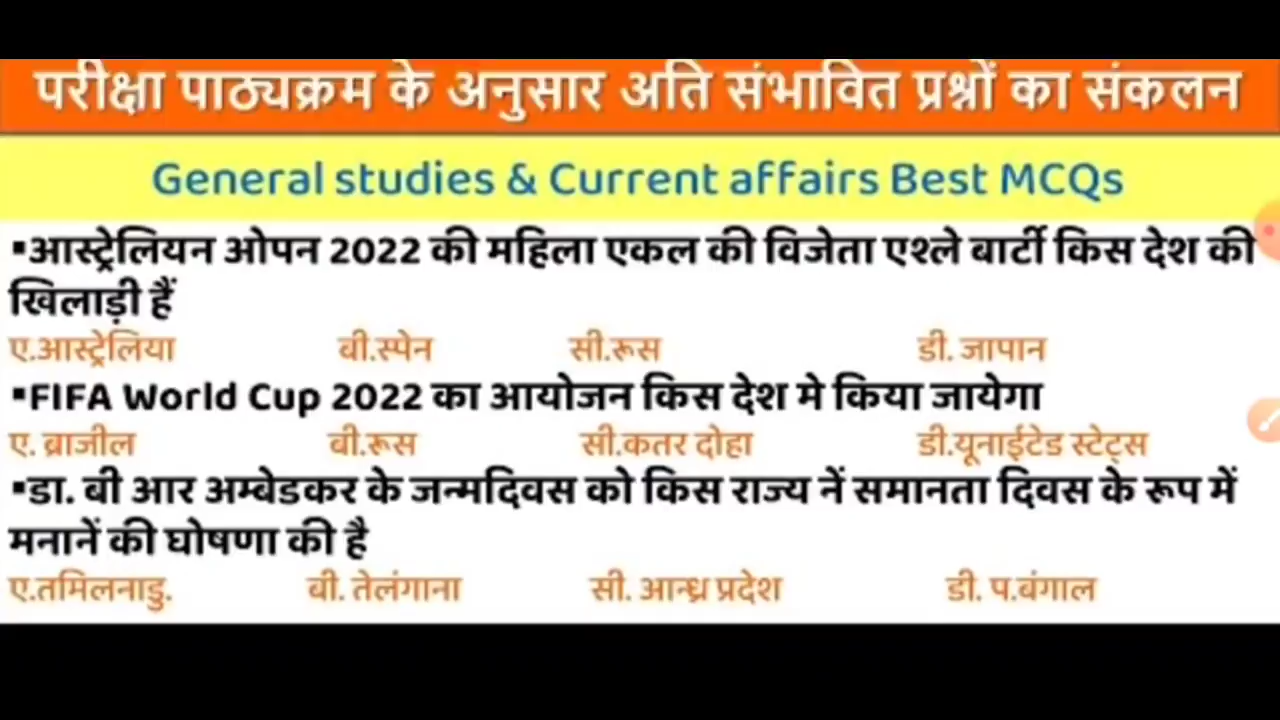 परीक्षा पाठ्यक्रम के अनुसार अति संभावित प्रश्नों का संकलन
General studies & Current affairs Best MCQs
▪आस्ट्रेलियन ओपन 2022 की महिला एकल की विजेता एश्ले बार्टी किस देश की
खिलाड़ी हैं
ए.आस्ट्रेलिया बी.स्पेन सी.रूस डी. जापान
▪FIFA World Cup 2022 का आयोजन किस देश मे किया जायेगा
ए. ब्राजील बी.रूस सी.कतर दोहा डी.यूनाईटेड स्टेट्स
▪डा. बी आर अम्बेडकर के जन्मदिवस को किस राज्य नें समानता दिवस के रूप में
मनानें की घोषणा की है
ए.तमिलनाडु. बी. तेलंगाना सी. आन्ध्र प्रदेश डी. प.बंगाल